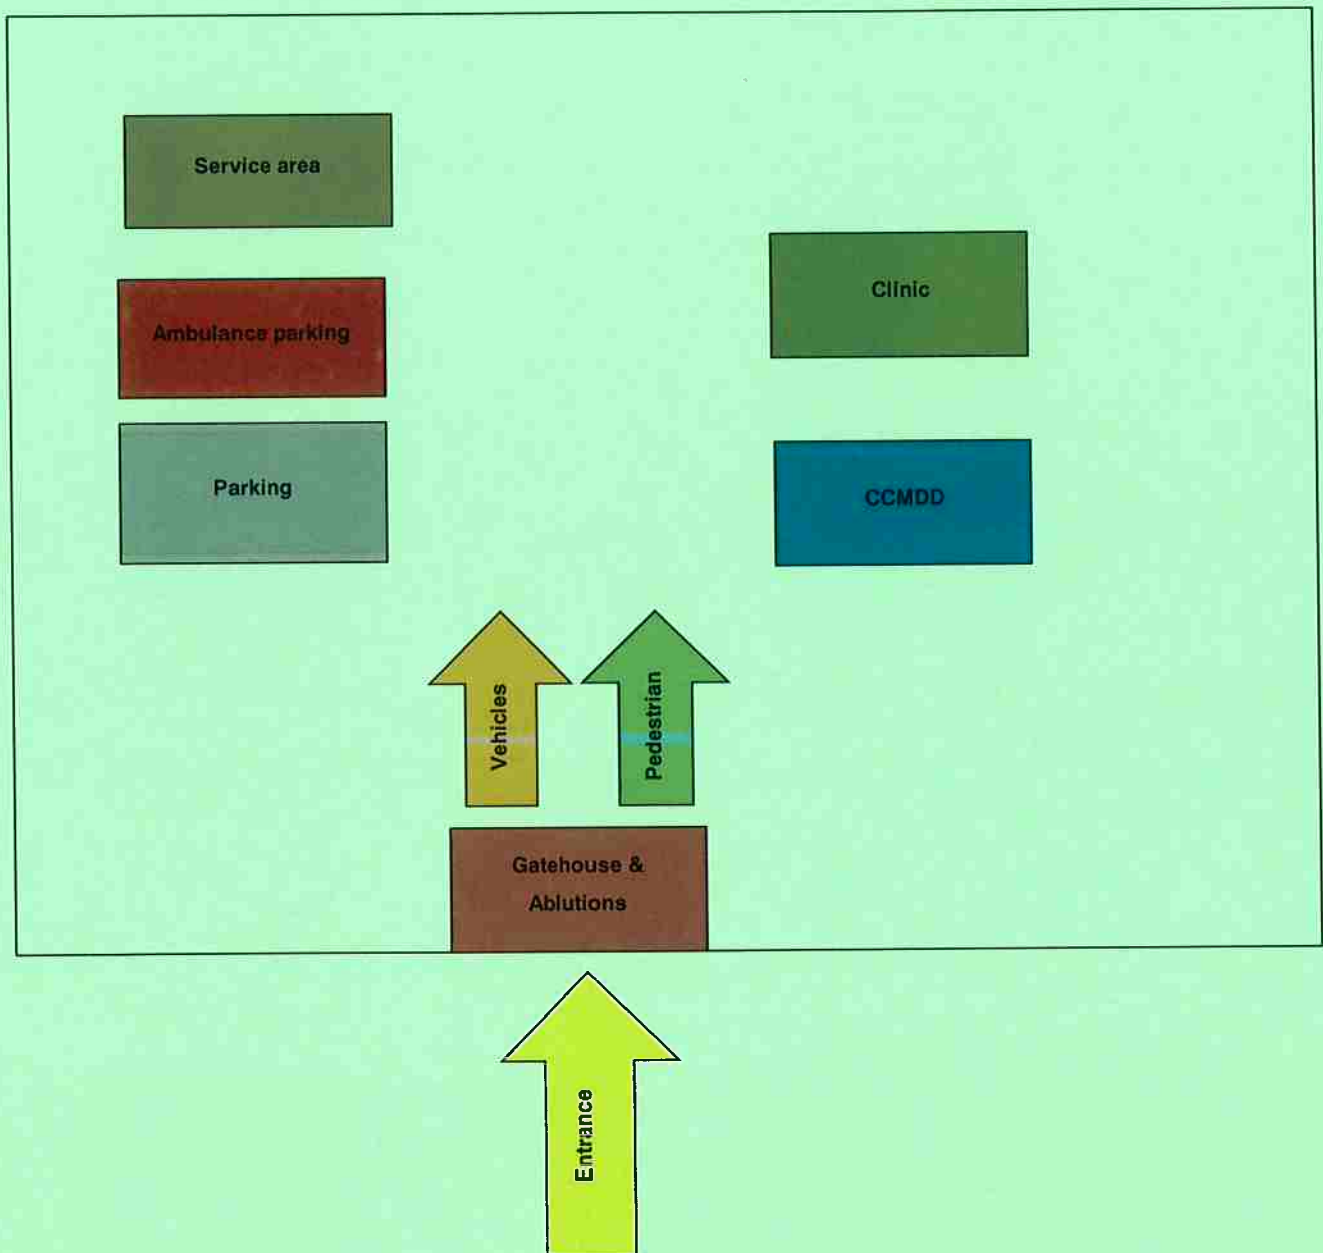 Service area
Clinic
Ambulance parking
Parking
CCMDD
Vehicles
Pedestrian
Gatehouse &
Ablutions
Entrance